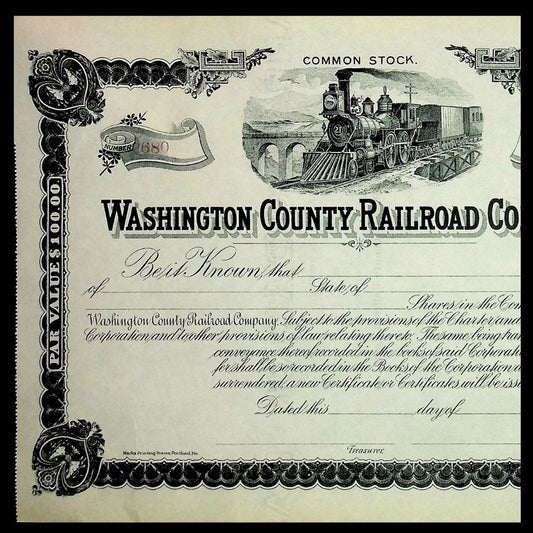 COMMON STOCK.
NUMBER 680
24
WASHINGTON COUNTY RAILROAD CO
PAR VALUE $100.00
Be it Known, that
of State of
Shares in the Com
Washington County Railroad Company. Subject to the provisions of the Charter and
Corporation, and to other provisions of law relating thereto. The same being tran
conveyance thereof recorded in the books of said Corporati
fer shall be so recorded in the Books of the Corporation a
surrendered, a new Certificate or Certificates will be issu
Dated this day of
Marks Printing House, Portland, Me.
Treasurer.